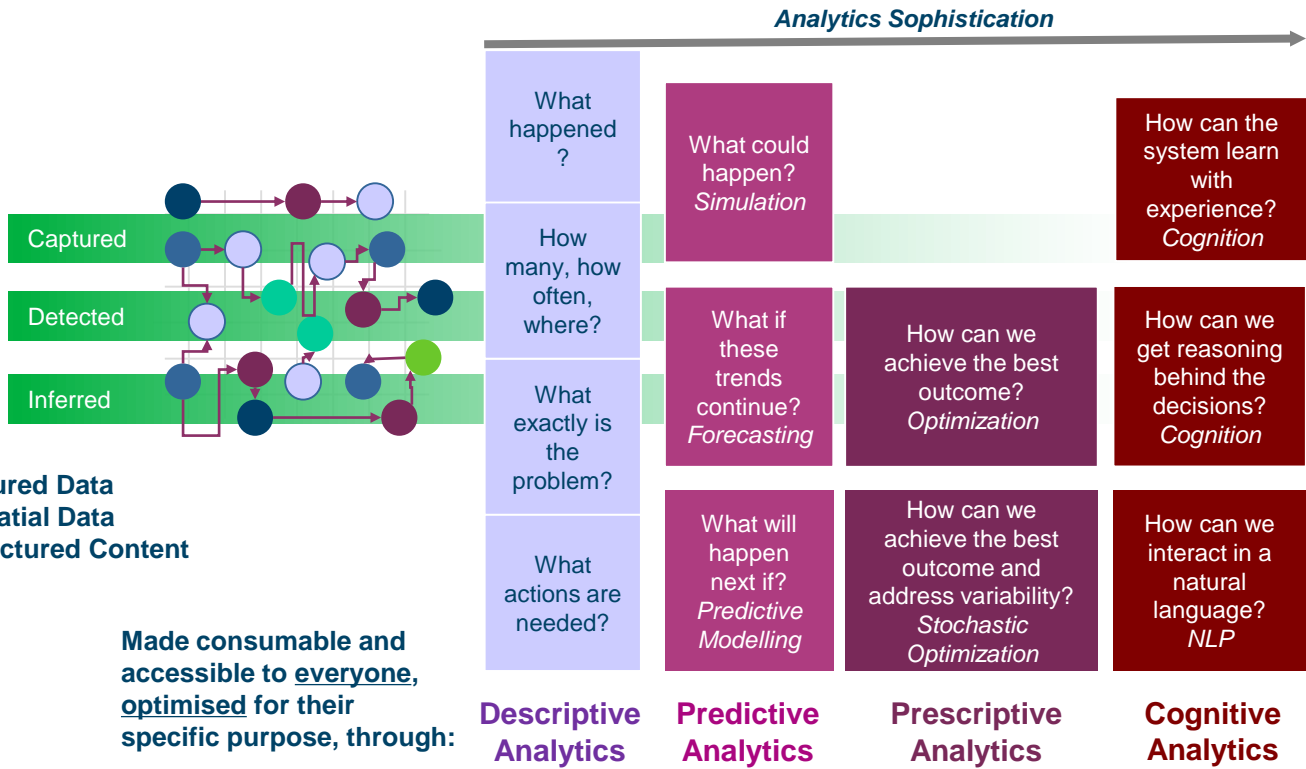 Analytics Sophistication
What
happened
?
How
many, how
often,
where?
What
exactly is
the
problem?
What
actions are
needed?
What could
happen?
Simulation
What if
these
trends
continue?
Forecasting
What will
happen
next if?
Predictive
Modelling
How can we
achieve the best
outcome?
Optimization
How can we
achieve the best
outcome and
address variability?
Stochastic
Optimization
How can the
system learn
with
experience?
Cognition
How can we
get reasoning
behind the
decisions?
Cognition
How can we
interact in a
natural
language?
NLP
Captured
Detected
Inferred
ured Data
atial Data
ctured Content
Made consumable and
accessible to everyone,
optimised for their
specific purpose, through:
Descriptive
Analytics
Predictive
Analytics
Prescriptive
Analytics
Cognitive
Analytics